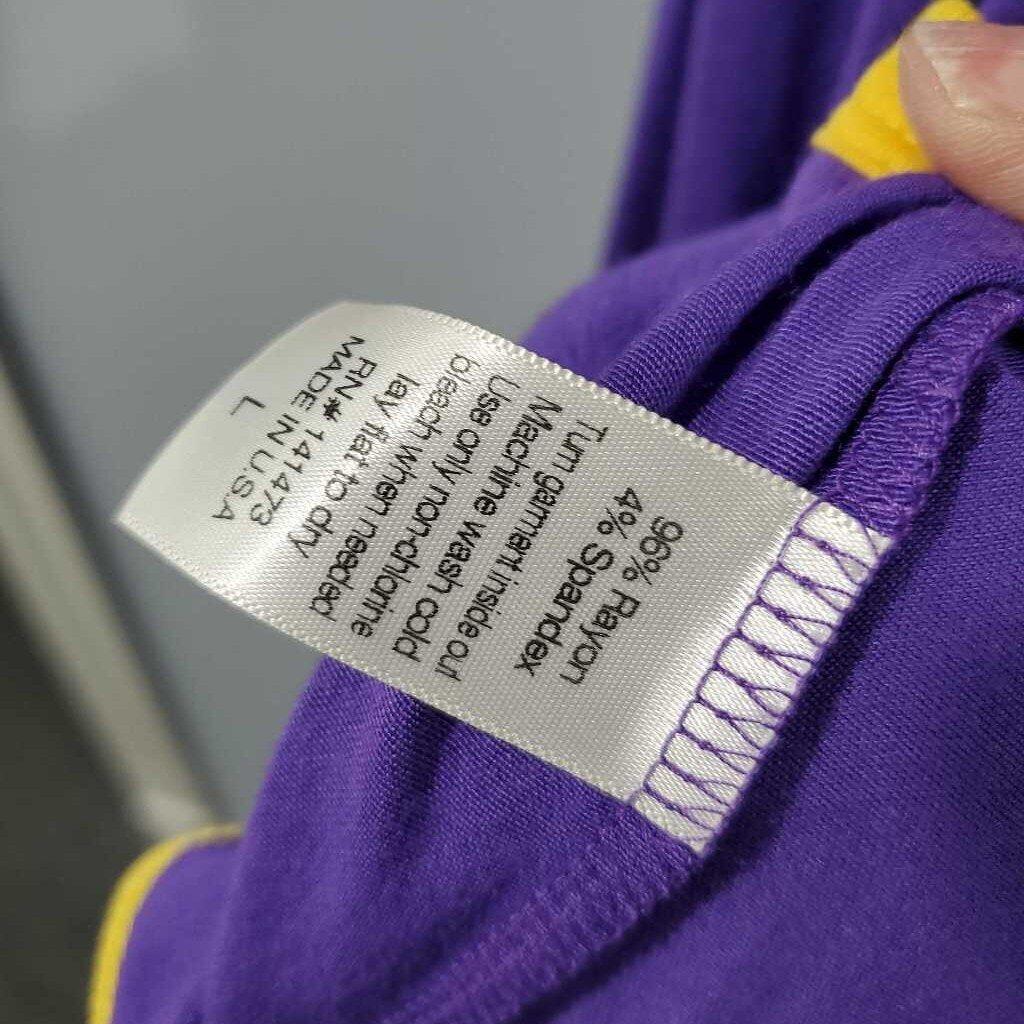 96% Rayon
4% Spandex
Turn garment inside out
Machine wash cold
Use only non-chlorine
bleach when needed
lay flat to dry
RN# 141473
MADE IN U.S.A
L